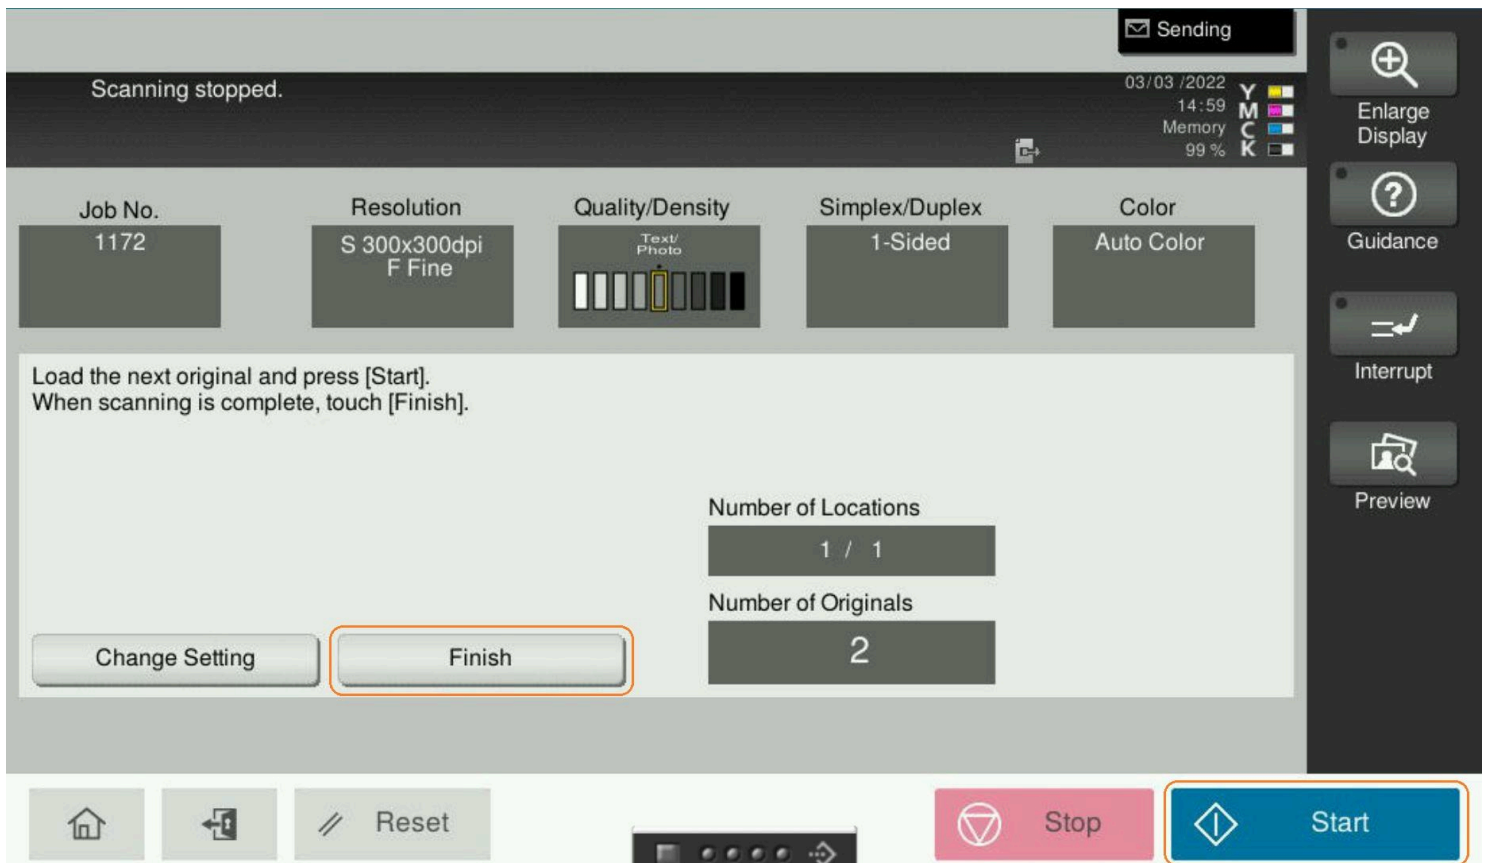 Sending
Scanning stopped.
03/03 /2022
14:59
Memory
99 %
Y
M
C
K
Enlarge
Display
Job No.
1172
Resolution
S 300x300dpi
F Fine
Quality/Density
Text/
Photo
Simplex/Duplex
1-Sided
Color
Auto Color
Guidance
Load the next original and press [Start].
When scanning is complete, touch [Finish].
Interrupt
Preview
Number of Locations
1 / 1
Number of Originals
2
Change Setting
Finish
Reset
Stop
Start